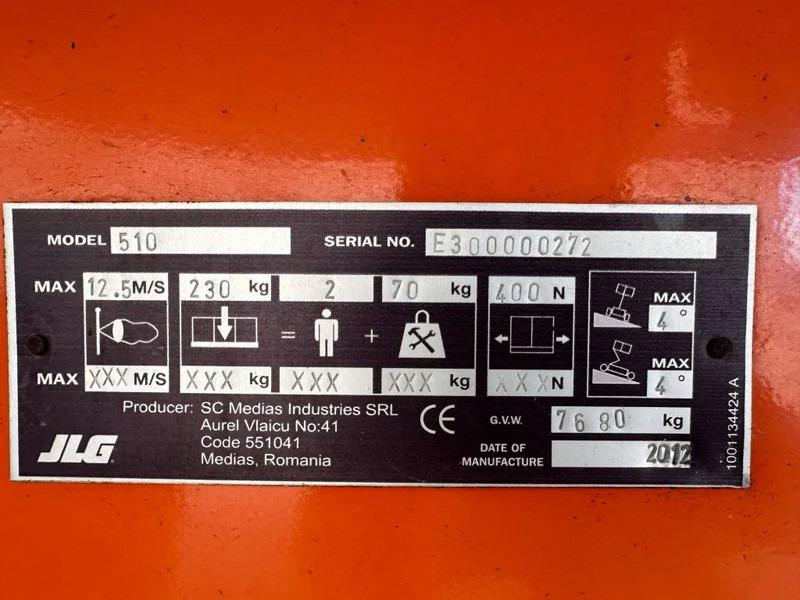 MODEL 510 SERIAL NO. E300000272
MAX 12.5 M/S 230 kg 2 70 kg 400 N
= +
MAX 4°
MAX 4°
MAX XXX M/S XXX kg XXX XXX kg XXX N
Producer: SC Medias Industries SRL
Aurel Vlaicu No:41
Code 551041
Medias, Romania
CE
G.V.W. 7680 kg
DATE OF MANUFACTURE 2012
JLG
1001134424 A